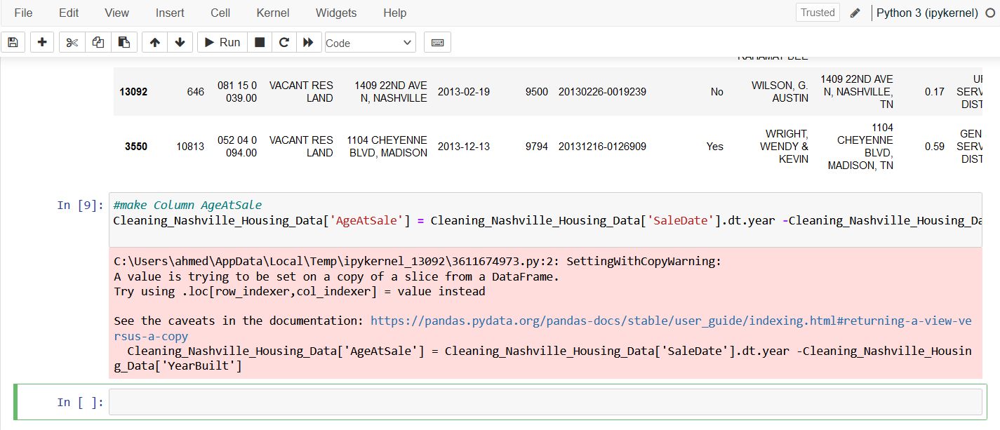 File Edit View Insert Cell Kernel Widgets Help Trusted Python 3 (ipykernel)
Run Code
13092 646 081 15 0 039.00 VACANT RES LAND 1409 22ND AVE N, NASHVILLE 2013-02-19 9500 20130226-0019239 No WILSON, G. AUSTIN 1409 22ND AVE N, NASHVILLE, TN 0.17
3550 10813 052 04 0 094.00 VACANT RES LAND 1104 CHEYENNE BLVD, MADISON 2013-12-13 9794 20131216-0126909 Yes WRIGHT, WENDY & KEVIN 1104 CHEYENNE BLVD, MADISON, TN 0.59 GEN SERV DIST
In [9]: #make Column AgeAtSale
Cleaning_Nashville_Housing_Data['AgeAtSale'] = Cleaning_Nashville_Housing_Data['SaleDate'].dt.year -Cleaning_Nashville_Housing_Da
C:\Users\ahmed\AppData\Local\Temp\ipykernel_13092\3611674973.py:2: SettingWithCopyWarning:
A value is trying to be set on a copy of a slice from a DataFrame.
Try using .loc[row_indexer,col_indexer] = value instead
See the caveats in the documentation: https://pandas.pydata.org/pandas-docs/stable/user_guide/indexing.html#returning-a-view-ve
rsus-a-copy
Cleaning_Nashville_Housing_Data['AgeAtSale'] = Cleaning_Nashville_Housing_Data['SaleDate'].dt.year -Cleaning_Nashville_Housin
g_Data['YearBuilt']
In [ ]: